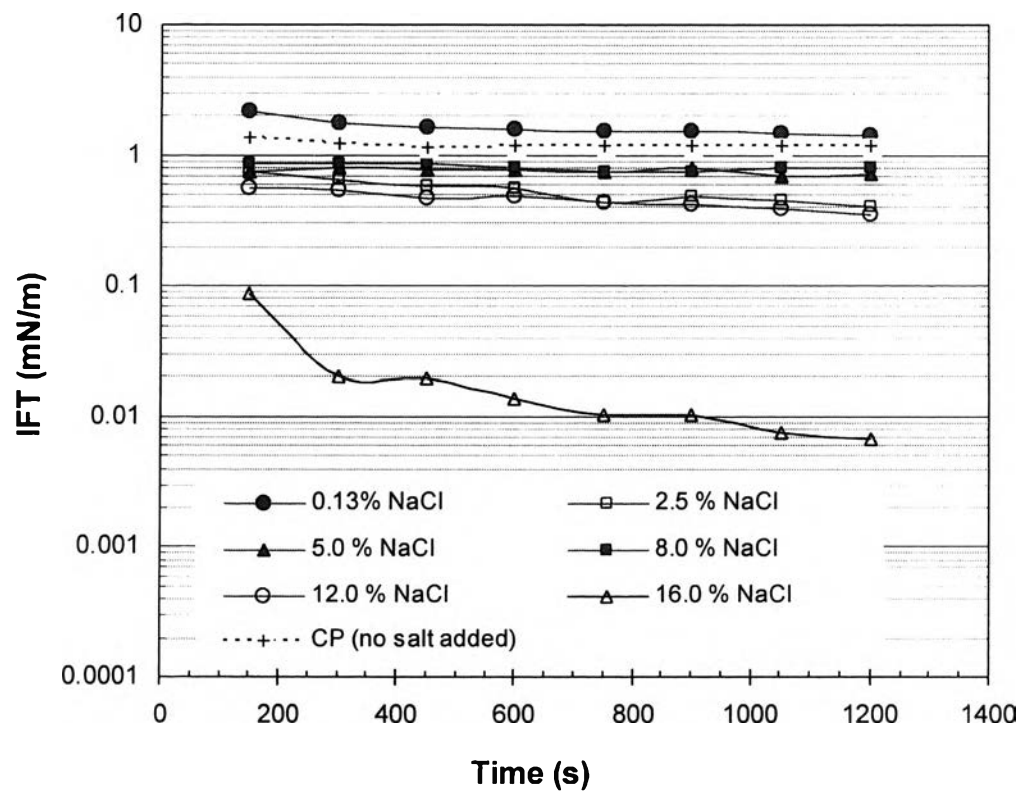 10
1
0.1
0.01
0.001
0.0001
IFT (mN/m)
0.13% NaCl
2.5 % NaCl
5.0 % NaCl
8.0 % NaCl
12.0 % NaCl
16.0 % NaCl
CP (no salt added)
0 200 400 600 800 1000 1200 1400
Time (s)